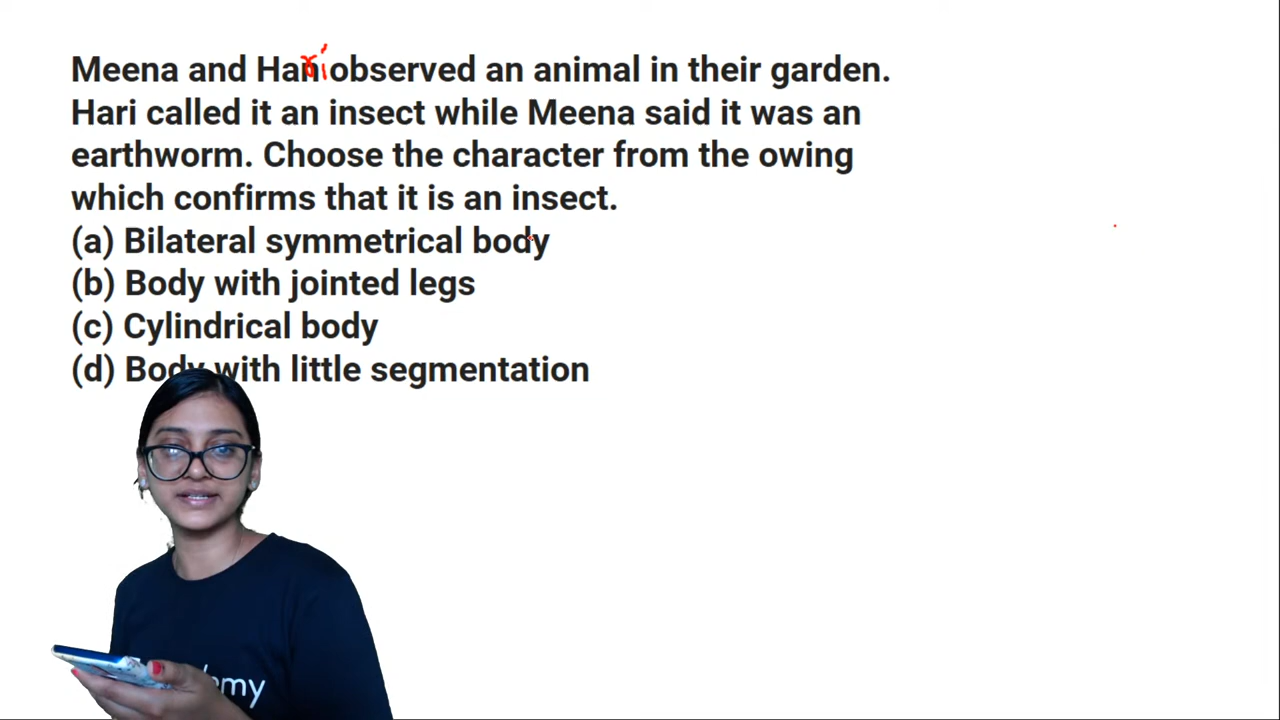 Meena and Hari observed an animal in their garden.
Hari called it an insect while Meena said it was an
earthworm. Choose the character from the owing
which confirms that it is an insect.
(a) Bilateral symmetrical body
(b) Body with jointed legs
(c) Cylindrical body
(d) Body with little segmentation